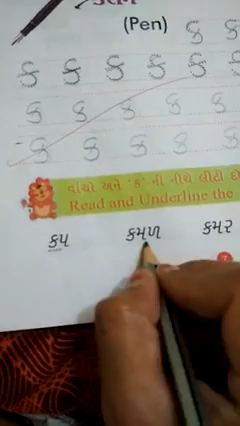 (Pen) ક ક
ક ક ક ક ક ક
ક ક ક ક ક
ક ક ક ક ક
વાંચો અને 'ક' ની નીચે લીટી
Read and Underline the
કપ કમળ કમર